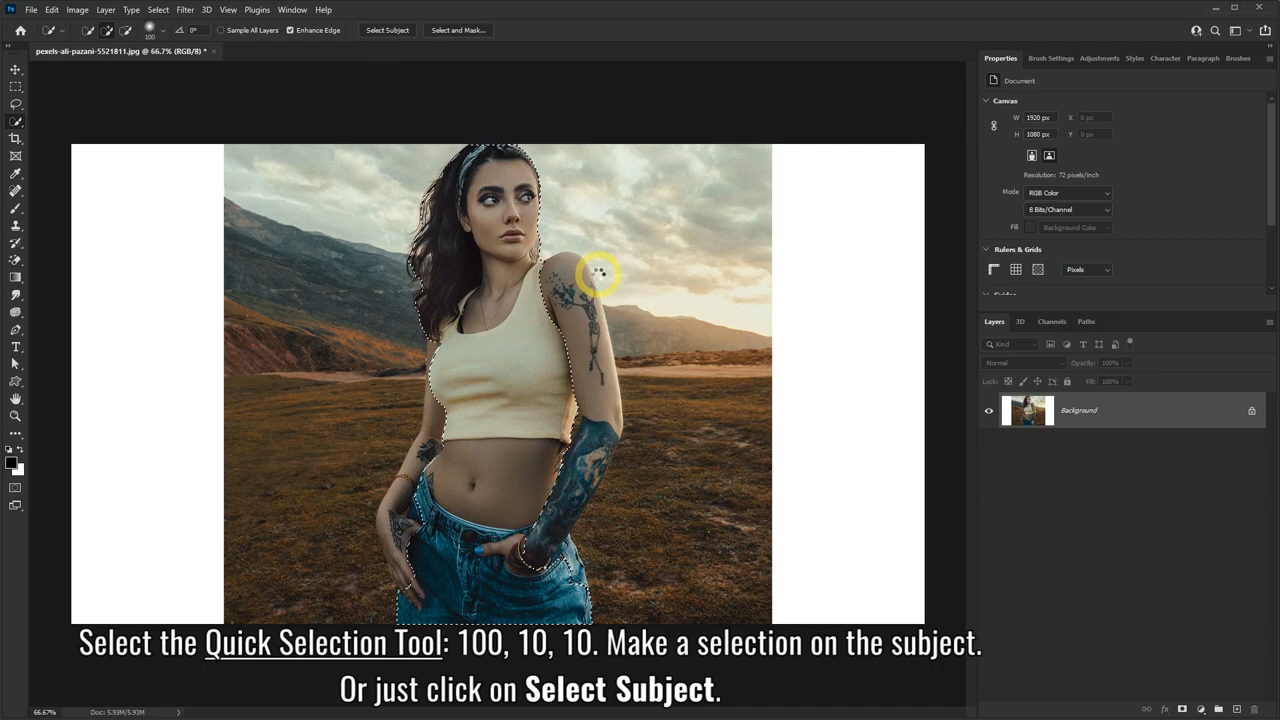 Ps File Edit Image Layer Type Select Filter 3D View Plugins Window Help
100 0° Sample All Layers Enhance Edge Select Subject Select and Mask...
pexels-ali-pazani-5521811.jpg @ 66.7% (RGB/8) * ×
Properties Brush Settings Adjustments Styles Character Paragraph Brushes
Document
Canvas
W 1920 px X 0 px
H 1080 px Y 0 px
Resolution: 72 pixels/inch
Mode RGB Color
8 Bits/Channel
Fill Background Color
Rulers & Grids
Pixels
Guides
Layers 3D Channels Paths
Kind
Normal Opacity: 100%
Lock: Fill: 100%
Background
Select the Quick Selection Tool: 100, 10, 10. Make a selection on the subject.
Or just click on Select Subject.
66.67% Doc: 5.93M/5.93M